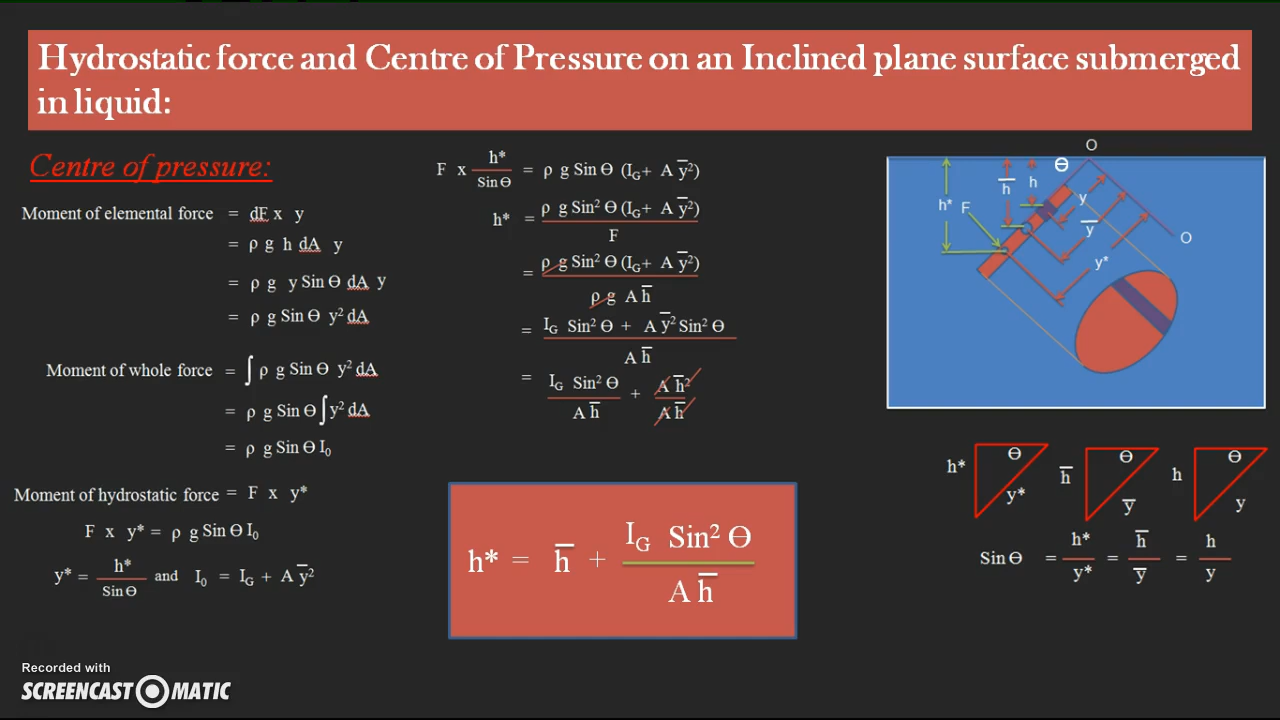 Hydrostatic force and Centre of Pressure on an Inclined plane surface submerged
in liquid:
Centre of pressure:
Moment of elemental force = dF x y
= ρ g h dA y
= ρ g y Sin ϴ dA y
= ρ g Sin ϴ y² dA
Moment of whole force = ∫ ρ g Sin ϴ y² dA
= ρ g Sin ϴ ∫ y² dA
= ρ g Sin ϴ I₀
Moment of hydrostatic force = F x y*
F x y* = ρ g Sin ϴ I₀
y* = h* / Sin ϴ and I₀ = I_G + A y̅²
F x h* / Sin ϴ = ρ g Sin ϴ (I_G + A y̅²)
h* = ρ g Sin² ϴ (I_G + A y̅²) / F
= ρ g Sin² ϴ (I_G + A y̅²) / ρ g A h̅
= I_G Sin² ϴ + A y̅² Sin² ϴ / A h̅
= I_G Sin² ϴ / A h̅ + A h̅² / A h̅
h* = h̅ + I_G Sin² ϴ / A h̅
O
ϴ
h̅
h
h* F
y
y̅
O
y*
h* ϴ y*
h̅ ϴ y̅
h ϴ y
Sin ϴ = h* / y* = h̅ / y̅ = h / y
Recorded with
SCREENCAST O MATIC